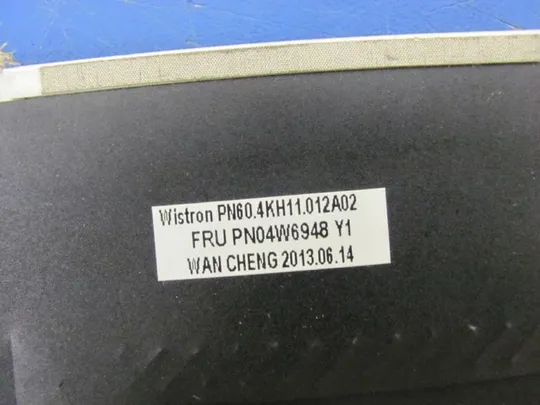 Wistron PN60.4KH11.012A02
FRU PN04W6948 Y1
WAN CHENG 2013.06.14